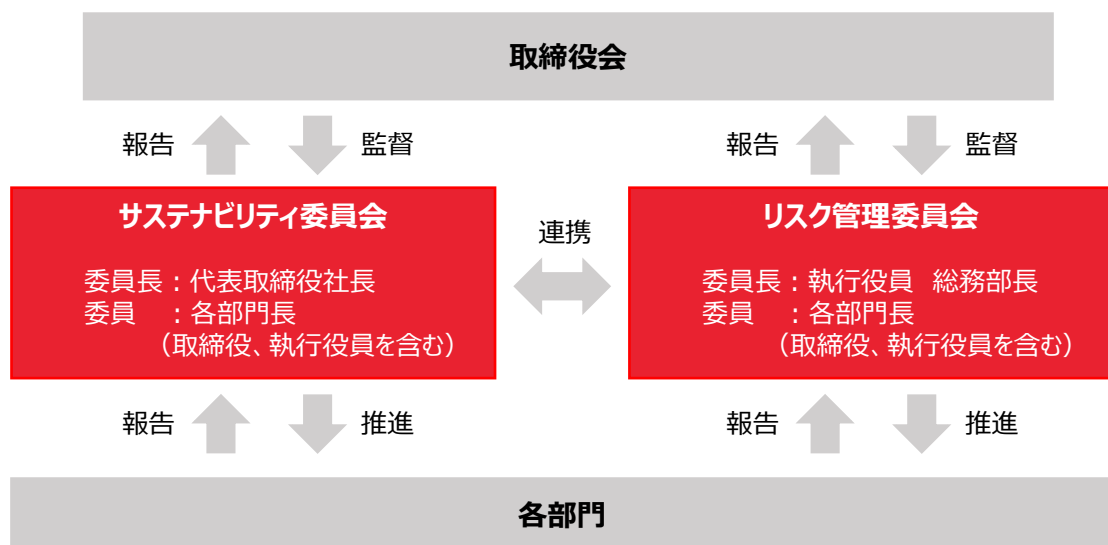 取締役会
報告 監督 報告 監督
サステナビリティ委員会
委員長：代表取締役社長
委員　：各部門長
（取締役、執行役員を含む）
連携
リスク管理委員会
委員長：執行役員　総務部長
委員　：各部門長
（取締役、執行役員を含む）
報告 推進 報告 推進
各部門